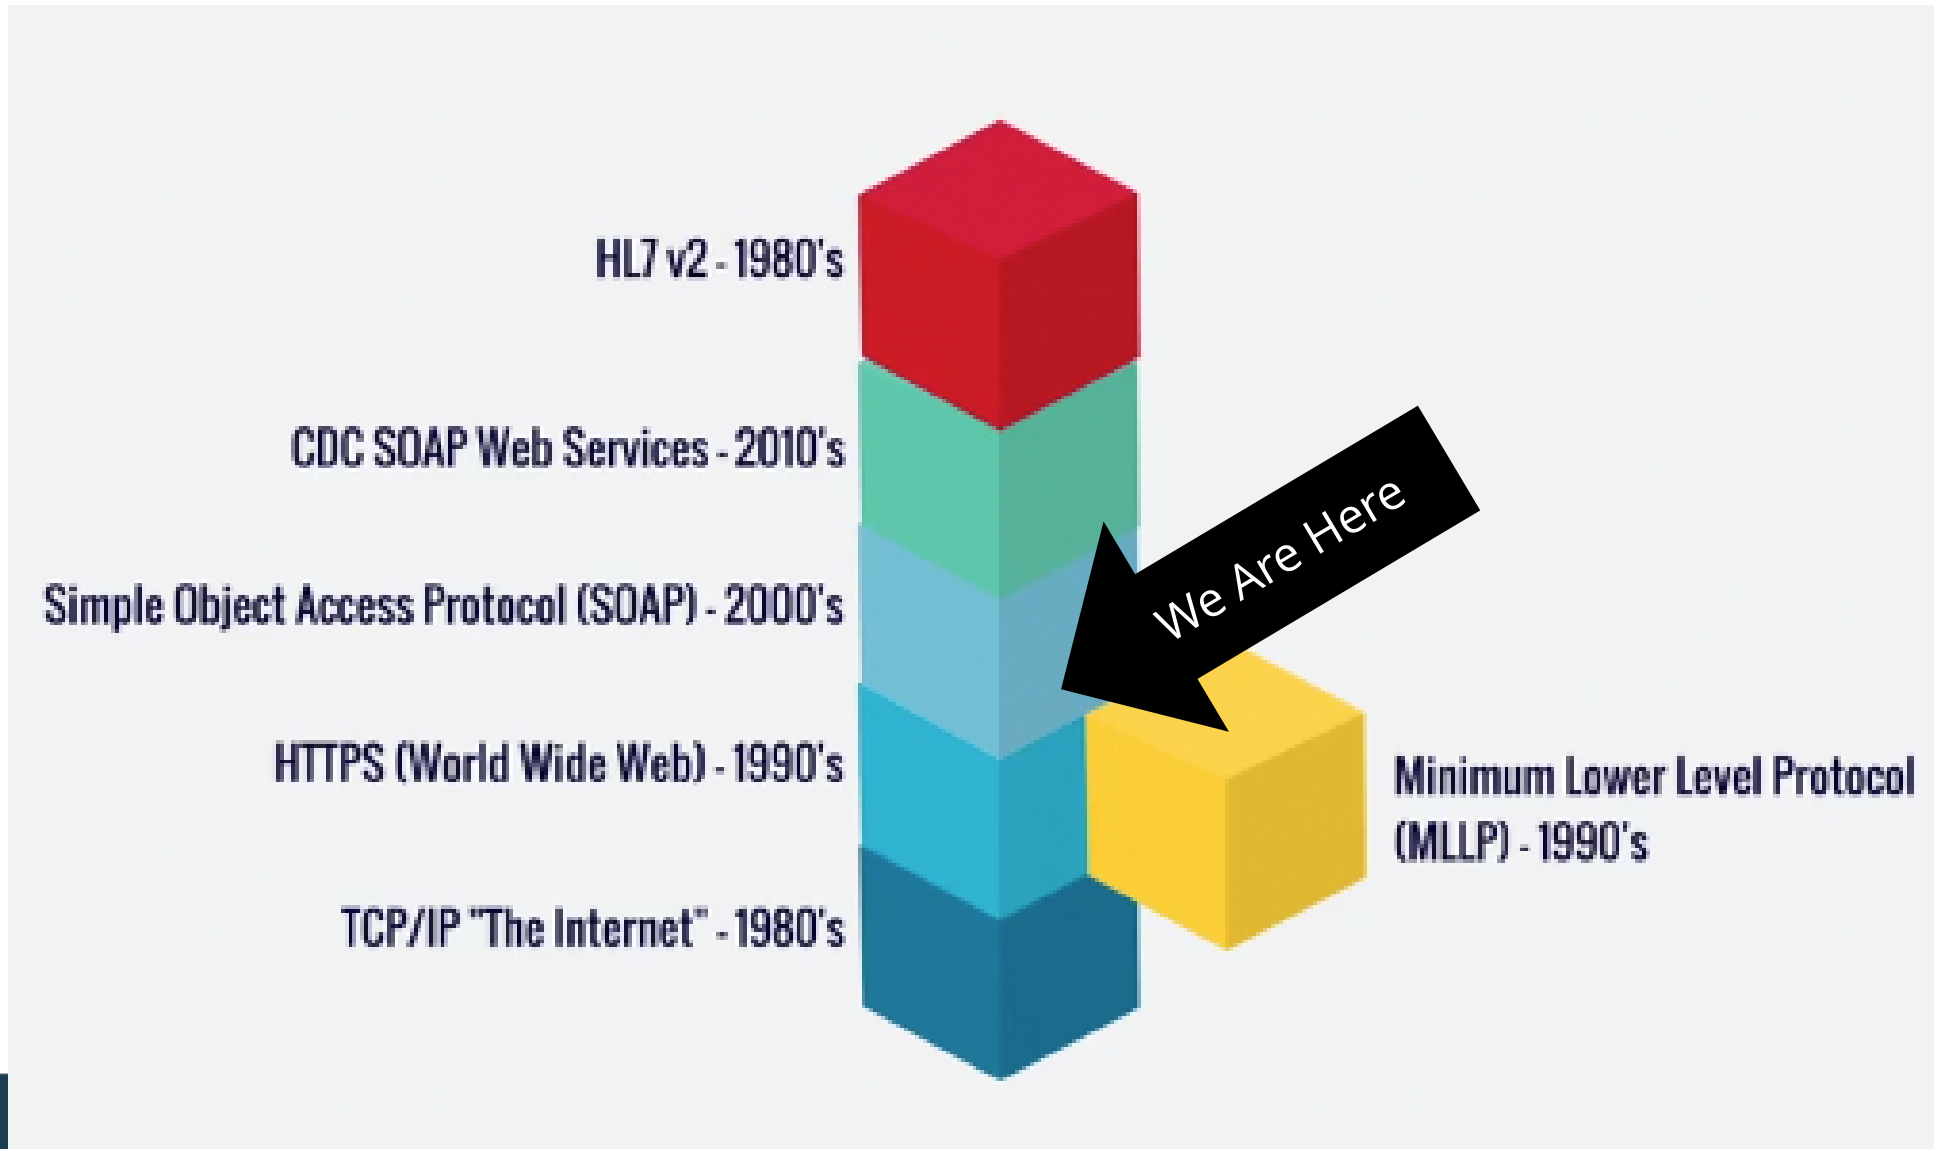 HL7 v2 - 1980's
CDC SOAP Web Services - 2010's
We Are Here
Simple Object Access Protocol (SOAP) - 2000's
HTTPS (World Wide Web) - 1990's
Minimum Lower Level Protocol
(MLLP) - 1990's
TCP/IP "The Internet" - 1980's